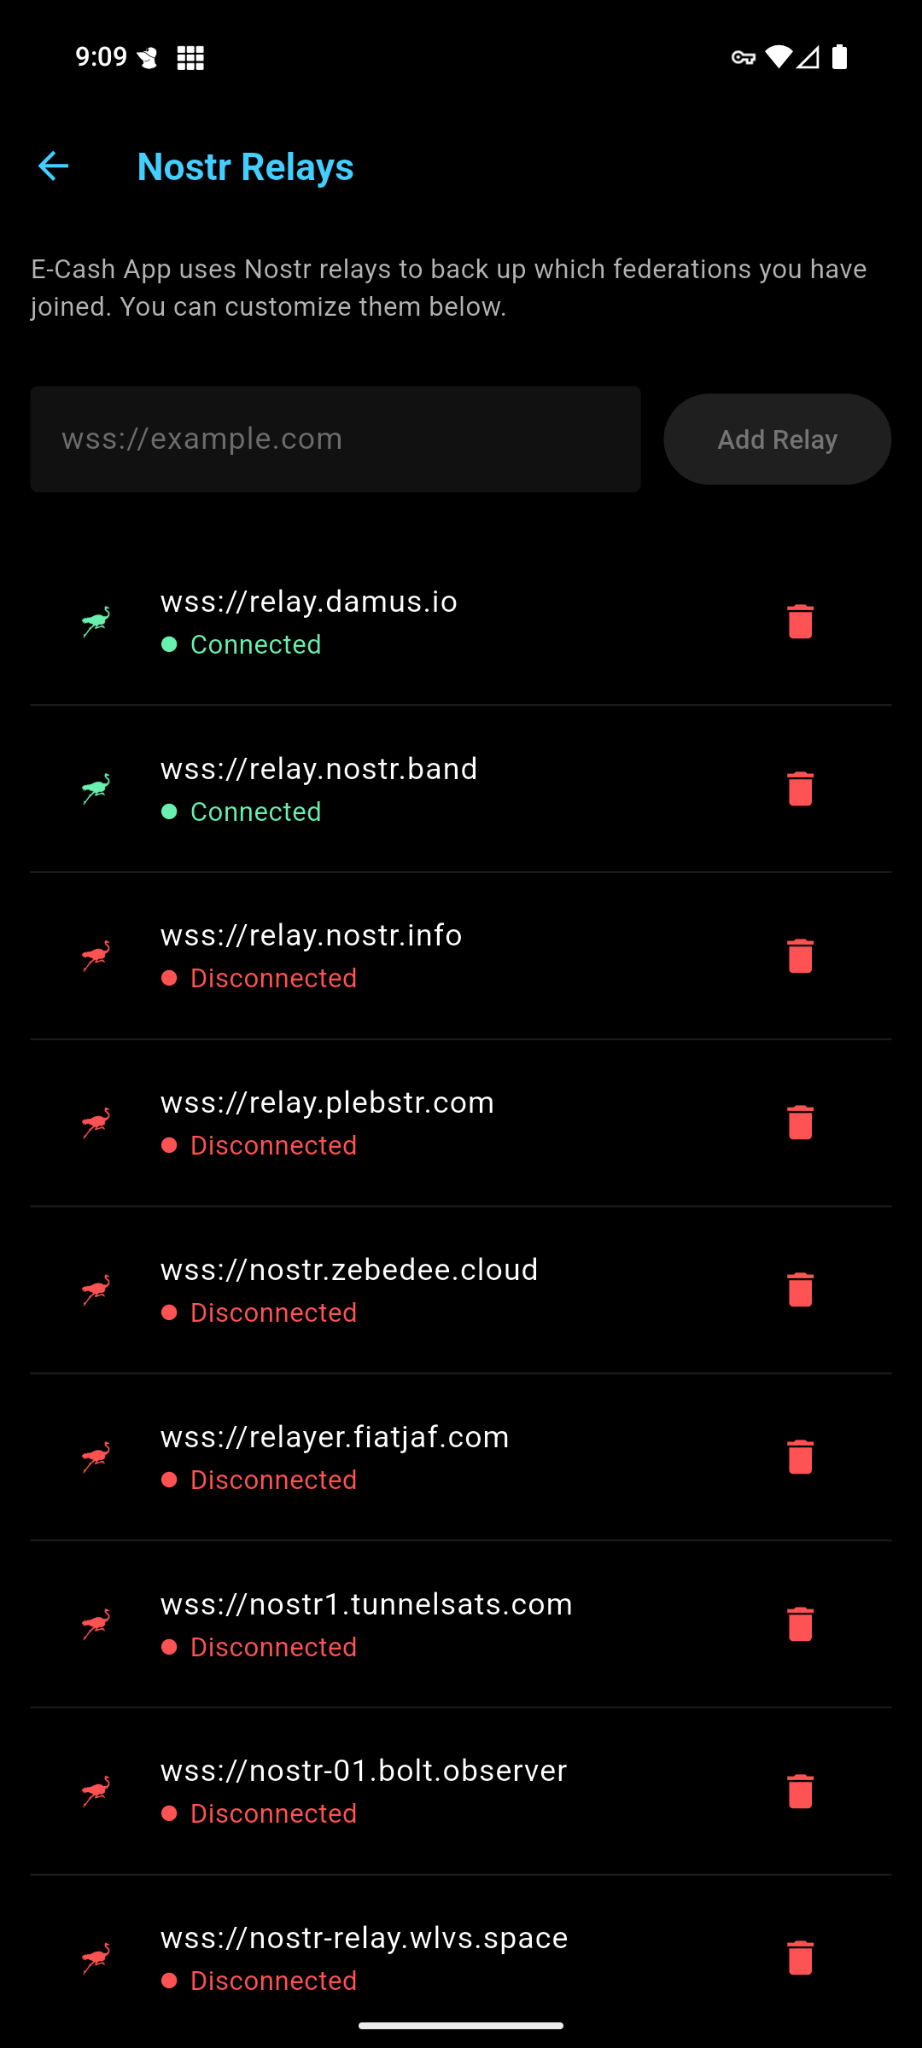 9:09
Nostr Relays
E-Cash App uses Nostr relays to back up which federations you have
joined. You can customize them below.
wss://example.com
Add Relay
wss://relay.damus.io
Connected
wss://relay.nostr.band
Connected
wss://relay.nostr.info
Disconnected
wss://relay.plebstr.com
Disconnected
wss://nostr.zebedee.cloud
Disconnected
wss://relayer.fiatjaf.com
Disconnected
wss://nostr1.tunnelsats.com
Disconnected
wss://nostr-01.bolt.observer
Disconnected
wss://nostr-relay.wlvs.space
Disconnected